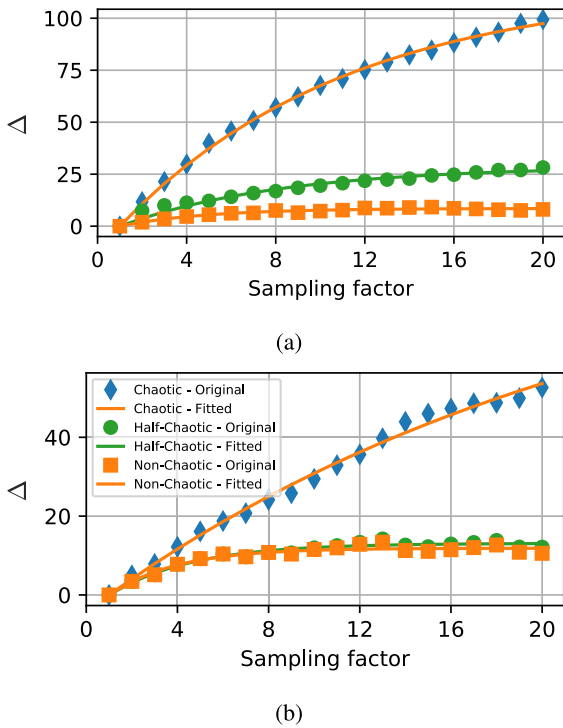 100
75
50
25
0
Δ
0 4 8 12 16 20
Sampling factor
(a)
Chaotic - Original
Chaotic - Fitted
Half-Chaotic - Original
Half-Chaotic - Fitted
Non-Chaotic - Original
Non-Chaotic - Fitted
40
20
0
Δ
0 4 8 12 16 20
Sampling factor
(b)